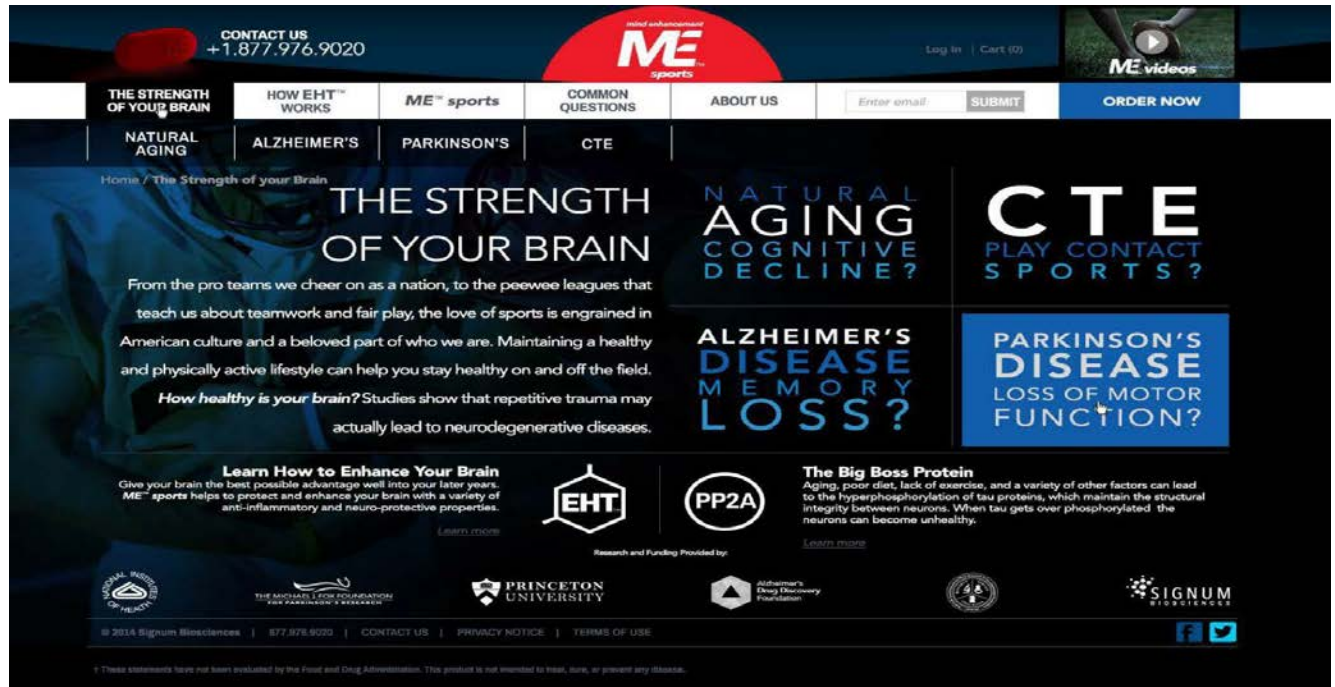 CONTACT US
+1.877.976.9020
mind enhancement
ME™
sports
Log In | Cart (0)
ME videos
THE STRENGTH
OF YOUR BRAIN
HOW EHT™
WORKS
ME™ sports
COMMON
QUESTIONS
ABOUT US
Enter email
SUBMIT
ORDER NOW
NATURAL
AGING
ALZHEIMER'S
PARKINSON'S
CTE
Home / The Strength of your Brain
THE STRENGTH
OF YOUR BRAIN
From the pro teams we cheer on as a nation, to the peewee leagues that
teach us about teamwork and fair play, the love of sports is engrained in
American culture and a beloved part of who we are. Maintaining a healthy
and physically active lifestyle can help you stay healthy on and off the field.
How healthy is your brain? Studies show that repetitive trauma may
actually lead to neurodegenerative diseases.
NATURAL
AGING
COGNITIVE
DECLINE?
CTE
PLAY CONTACT
SPORTS?
ALZHEIMER'S
DISEASE
MEMORY
LOSS?
PARKINSON'S
DISEASE
LOSS OF MOTOR
FUNCTION?
Learn How to Enhance Your Brain
Give your brain the best possible advantage well into your later years.
ME™ sports helps to protect and enhance your brain with a variety of
anti-inflammatory and neuro-protective properties.
Learn more
EHT
PP2A
The Big Boss Protein
Aging, poor diet, lack of exercise, and a variety of other factors can lead
to the hyperphosphorylation of tau proteins, which maintain the structural
integrity between neurons. When tau gets over phosphorylated the
neurons can become unhealthy.
Learn more
Research and Funding Provided by:
NATIONAL INSTITUTES
OF HEALTH
THE MICHAEL J. FOX FOUNDATION
FOR PARKINSON'S RESEARCH
PRINCETON
UNIVERSITY
Alzheimer's
Drug Discovery
Foundation
SIGNUM
BIOSCIENCES
© 2014 Signum Biosciences | 877.976.9020 | CONTACT US | PRIVACY NOTICE | TERMS OF USE
† These statements have not been evaluated by the Food and Drug Administration. This product is not intended to treat, cure, or prevent any disease.